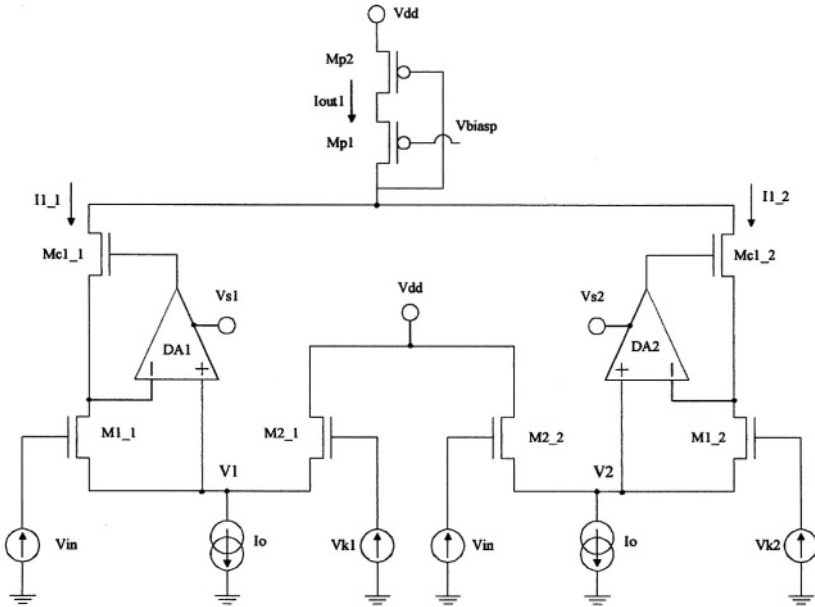 Vdd
Mp2
Iout1
Vbiasp
Mp1
I1_1
I1_2
Mc1_1
Mc1_2
Vs1
Vdd
Vs2
DA1
DA2
− +
+ −
M1_1
M2_1
M2_2
M1_2
V1
V2
Vin
Io
Vk1
Vin
Io
Vk2